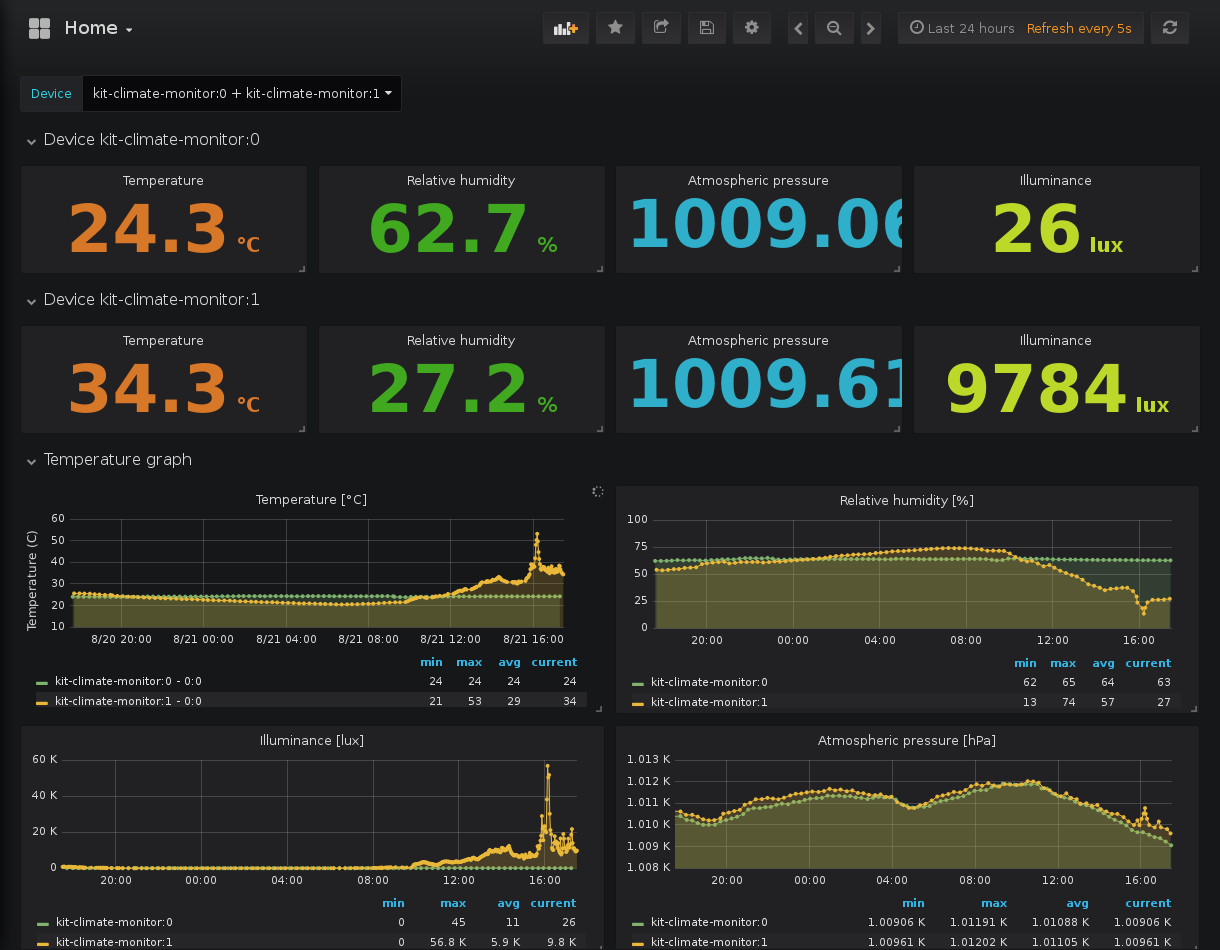 Home
Last 24 hours Refresh every 5s
Device kit-climate-monitor:0 + kit-climate-monitor:1
Device kit-climate-monitor:0
Temperature Relative humidity Atmospheric pressure Illuminance
24.3 °C 62.7 % 1009.06 26 lux
Device kit-climate-monitor:1
Temperature Relative humidity Atmospheric pressure Illuminance
34.3 °C 27.2 % 1009.61 9784 lux
Temperature graph
Temperature [°C]
Temperature (C)
60
50
40
30
20
10
8/20 20:00 8/21 00:00 8/21 04:00 8/21 08:00 8/21 12:00 8/21 16:00
min max avg current
kit-climate-monitor:0 - 0:0 24 24 24 24
kit-climate-monitor:1 - 0:0 21 53 29 34
Relative humidity [%]
100
75
50
25
0
20:00 00:00 04:00 08:00 12:00 16:00
min max avg current
kit-climate-monitor:0 62 65 64 63
kit-climate-monitor:1 13 74 57 27
Illuminance [lux]
60 K
40 K
20 K
0
20:00 00:00 04:00 08:00 12:00 16:00
min max avg current
kit-climate-monitor:0 0 45 11 26
kit-climate-monitor:1 0 56.8 K 5.9 K 9.8 K
Atmospheric pressure [hPa]
1.013 K
1.012 K
1.011 K
1.010 K
1.009 K
1.008 K
20:00 00:00 04:00 08:00 12:00 16:00
min max avg current
kit-climate-monitor:0 1.00906 K 1.01191 K 1.01088 K 1.00906 K
kit-climate-monitor:1 1.00961 K 1.01202 K 1.01105 K 1.00961 K